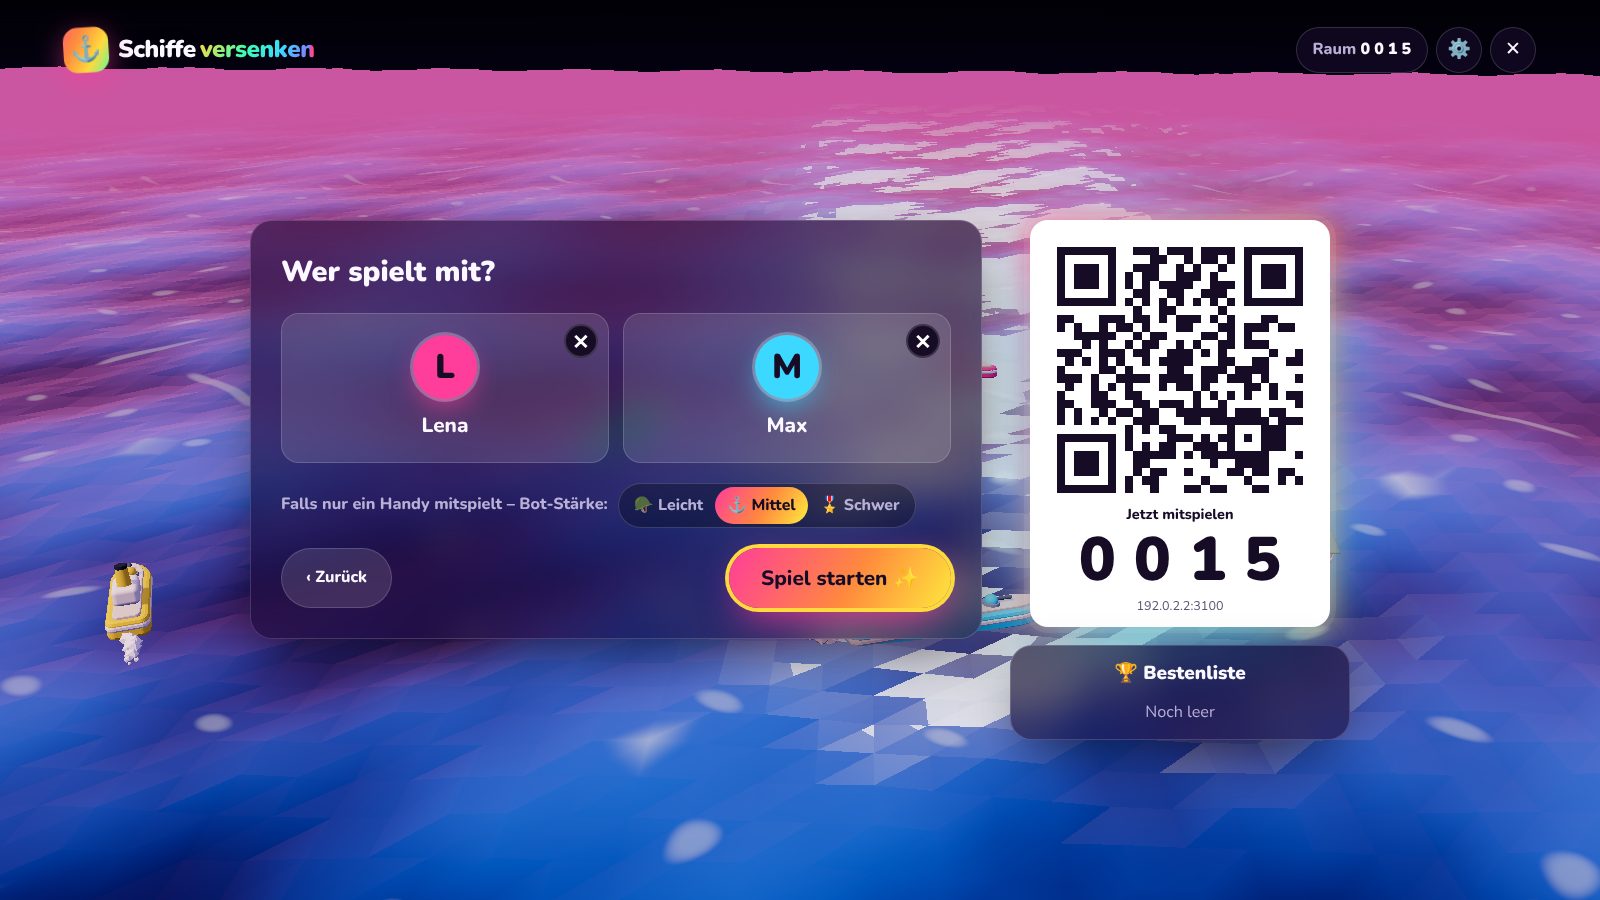 Schiffe versenken
Raum 0015
Wer spielt mit?
L
Lena
M
Max
Falls nur ein Handy mitspielt – Bot-Stärke:
Leicht
Mittel
Schwer
‹ Zurück
Spiel starten
Jetzt mitspielen
0015
192.0.2.2:3100
Bestenliste
Noch leer